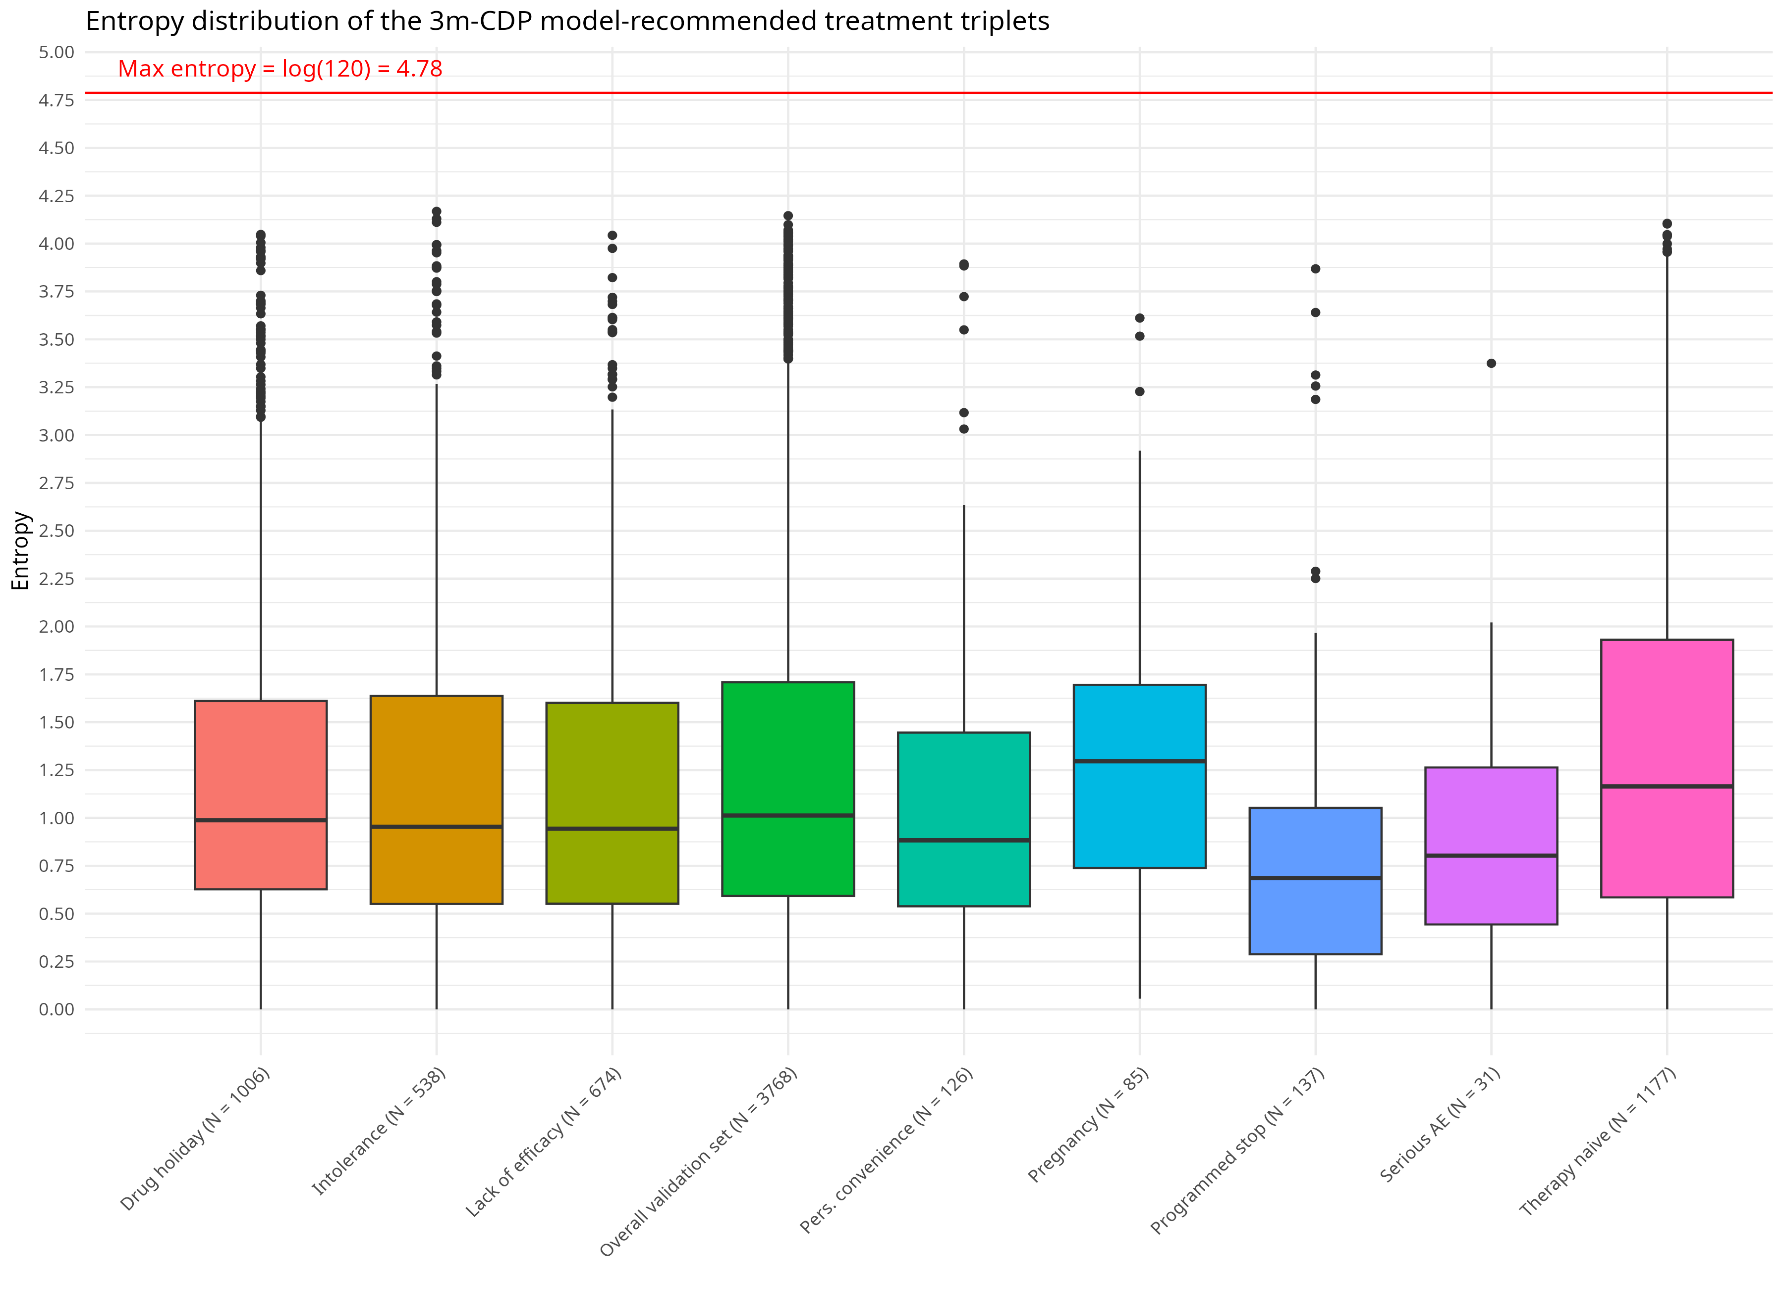 Entropy distribution of the 3m-CDP model-recommended treatment triplets
Max entropy = log(120) = 4.78
5.00
4.75
4.50
4.25
4.00
3.75
3.50
3.25
3.00
2.75
2.50
2.25
2.00
1.75
1.50
1.25
1.00
0.75
0.50
0.25
0.00
Entropy
Drug holiday (N = 1006)
Intolerance (N = 538)
Lack of efficacy (N = 674)
Overall validation set (N = 3768)
Pers. convenience (N = 126)
Pregnancy (N = 85)
Programmed stop (N = 137)
Serious AE (N = 31)
Therapy naive (N = 1177)